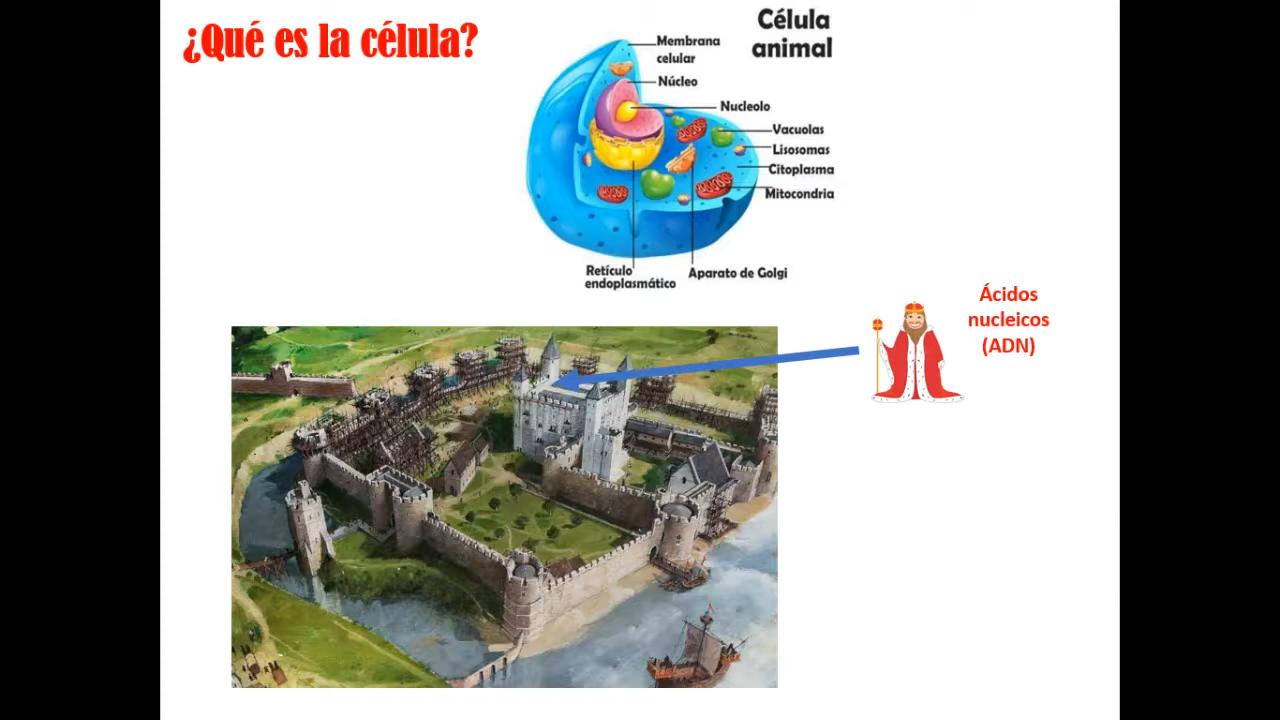 ¿Qué es la célula?
Célula
animal
Membrana
celular
Núcleo
Nucleolo
Vacuolas
Lisosomas
Citoplasma
Mitocondria
Retículo
endoplasmático
Aparato de Golgi
Ácidos
nucleicos
(ADN)